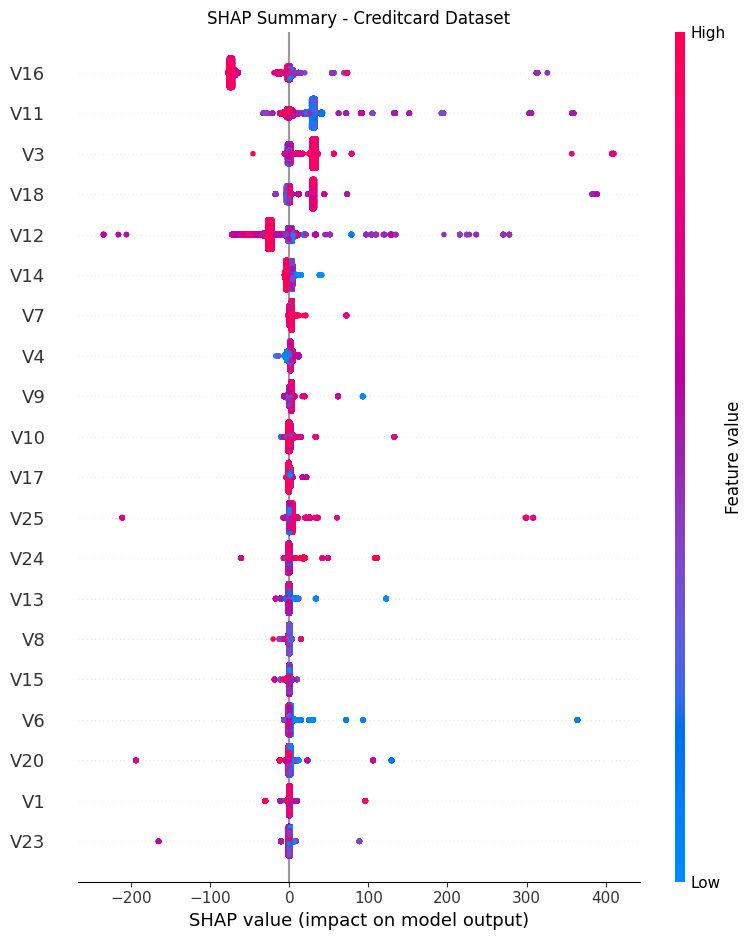 SHAP Summary - Creditcard Dataset
High
V16
V11
V3
V18
V12
V14
V7
V4
V9
V10
V17
V25
V24
V13
V8
V15
V6
V20
V1
V23
Feature value
Low
−200 −100 0 100 200 300 400
SHAP value (impact on model output)